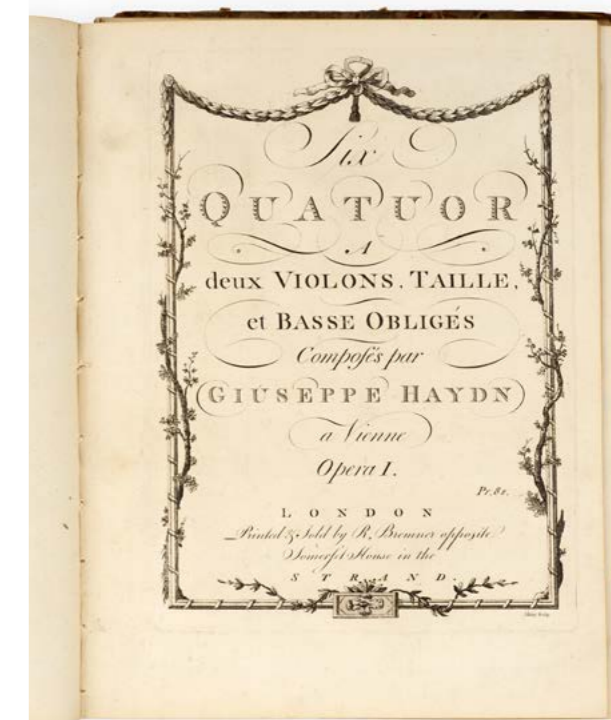 Six
QUATUOR
A
deux VIOLONS, TAILLE,
et BASSE OBLIGÉS
Composés par
GIUSEPPE HAYDN
a Vienne
Opera I.
Pr. 8s.
LONDON
Printed & Sold by R. Bremner opposite
Somerset House in the
STRAND.